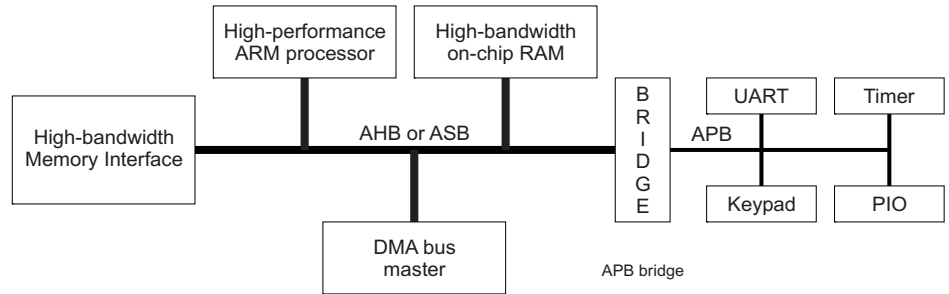 High-performance
ARM processor
High-bandwidth
on-chip RAM
High-bandwidth
Memory Interface
AHB or ASB
B
R
I
D
G
E
APB
UART
Timer
Keypad
PIO
DMA bus
master
APB bridge